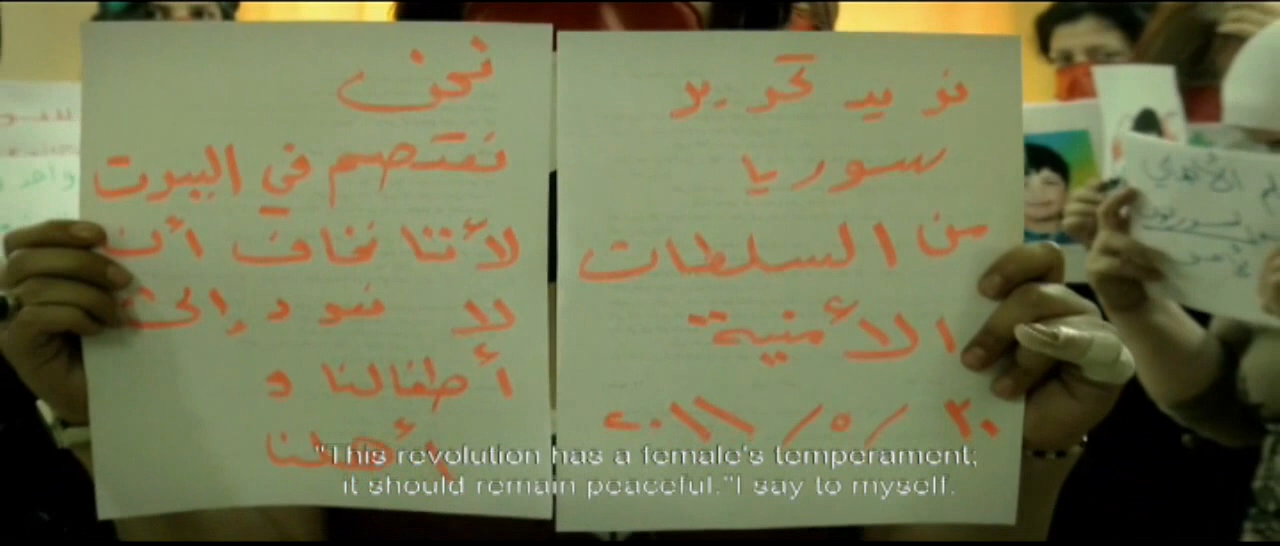 نريد تحرير
سوريا
من السلطات
الأمنية
٢٠ / ٥ / ٢٠١١
نحن
نعتصم في البيوت
لأننا نخاف أن
لا نعود إلى
أطفالنا و
أهلنا
"This revolution has a female's temperament;
it should remain peaceful."I say to myself.